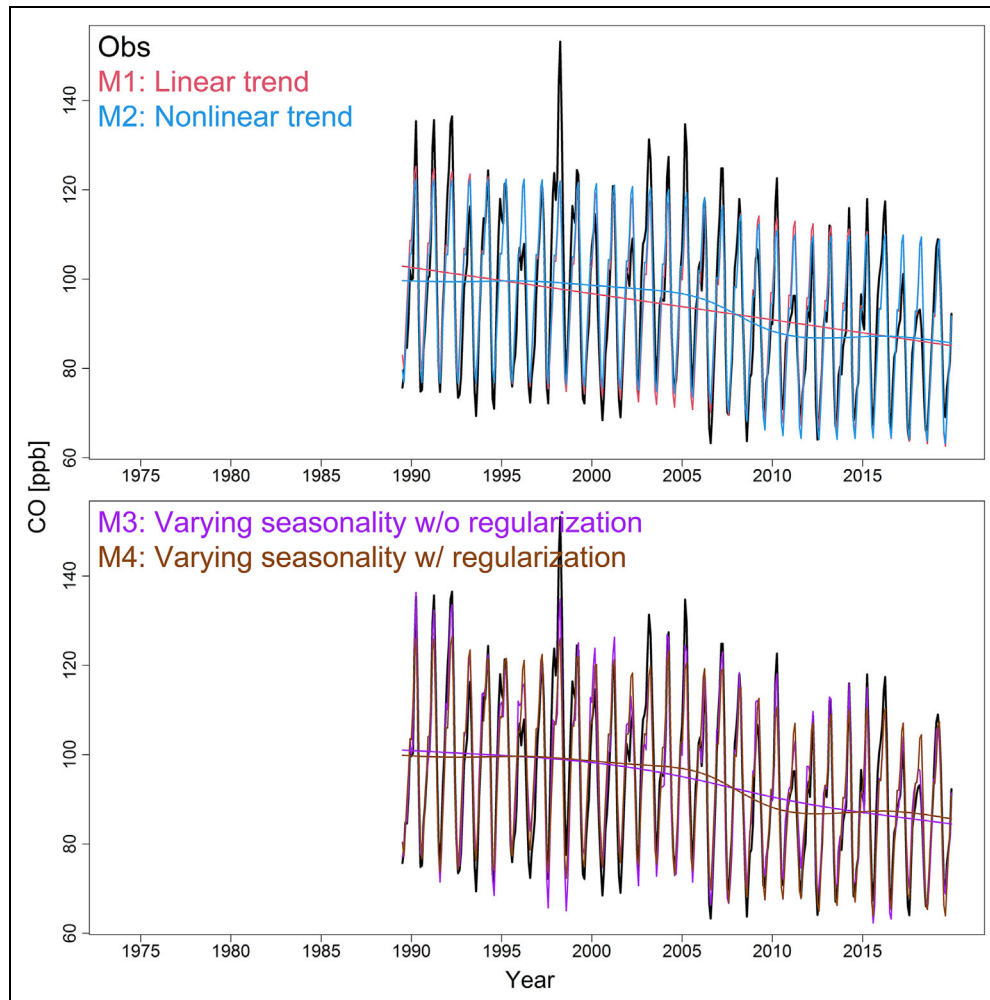 Obs
M1: Linear trend
M2: Nonlinear trend
140
120
100
80
60
1975 1980 1985 1990 1995 2000 2005 2010 2015
CO [ppb]
M3: Varying seasonality w/o regularization
M4: Varying seasonality w/ regularization
140
120
100
80
60
1975 1980 1985 1990 1995 2000 2005 2010 2015
Year